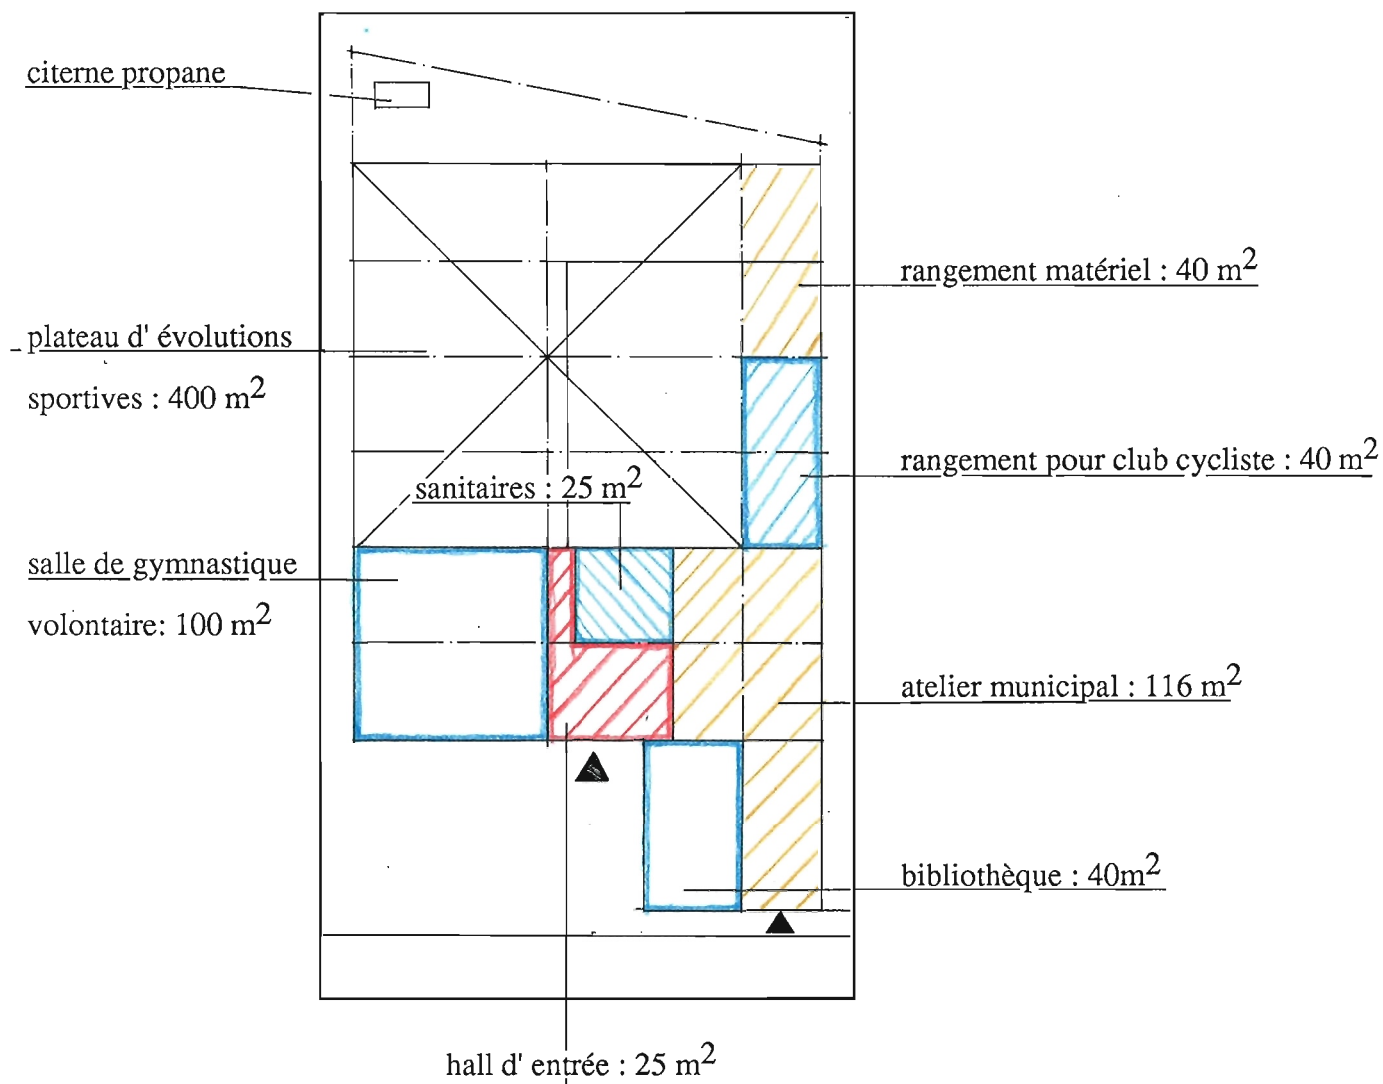 citerne propane
rangement matériel : 40 m²
plateau d' évolutions
sportives : 400 m²
rangement pour club cycliste : 40 m²
sanitaires : 25 m²
salle de gymnastique
volontaire: 100 m²
atelier municipal : 116 m²
bibliothèque : 40m²
hall d' entrée : 25 m²